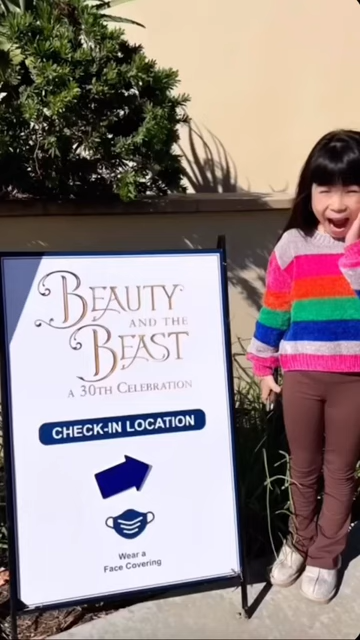 BEAUTY
AND THE
BEAST
A 30TH CELEBRATION
CHECK-IN LOCATION
Wear a
Face Covering